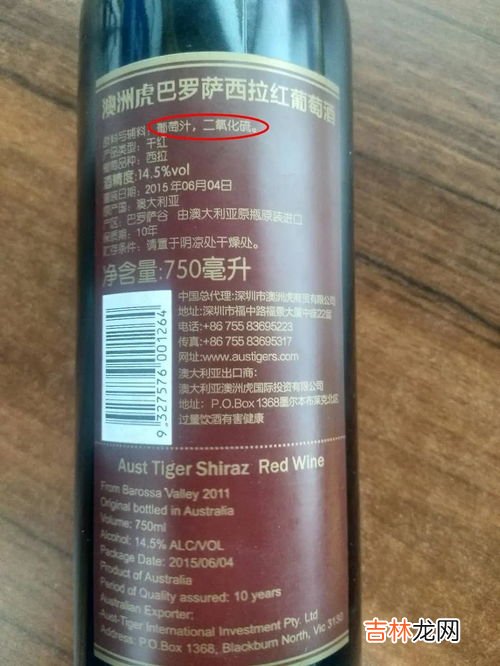 澳洲虎巴罗萨西拉红葡萄酒
原料与辅料：葡萄汁，二氧化硫。
产品类型：干红
葡萄品种：西拉
酒精度:14.5%vol
灌装日期：2015年06月04日
原产国：澳大利亚
产区：巴罗萨谷 由澳大利亚原瓶原装进口
保质期：10年
贮存条件：请置于阴凉处干燥处。
净含量:750毫升
中国总代理:深圳市澳洲虎商贸有限公司
地址:深圳市福中路福景大厦中座22层
电话:+86 755 83695223
传真:+86 755 83695317
网址:www.austigers.com
澳大利亚出口商:
澳大利亚澳洲虎国际投资有限公司
地址：P.O.Box 1368墨尔本布莱克北区
过量饮酒有害健康
9 327576 001264
Aust Tiger Shiraz Red Wine
From Barossa Valley 2011
Original bottled in Australia
Volume: 750ml
Alcohol: 14.5% ALC/VOL
Package Date: 2015/06/04
Product of Australia
Period of Quality assured: 10 years
Australian Exporter:
Aust-Tiger International Investment Pty. Ltd
Address: P.O Box 1368, Blackburn North, Vic 3130
吉林龙网